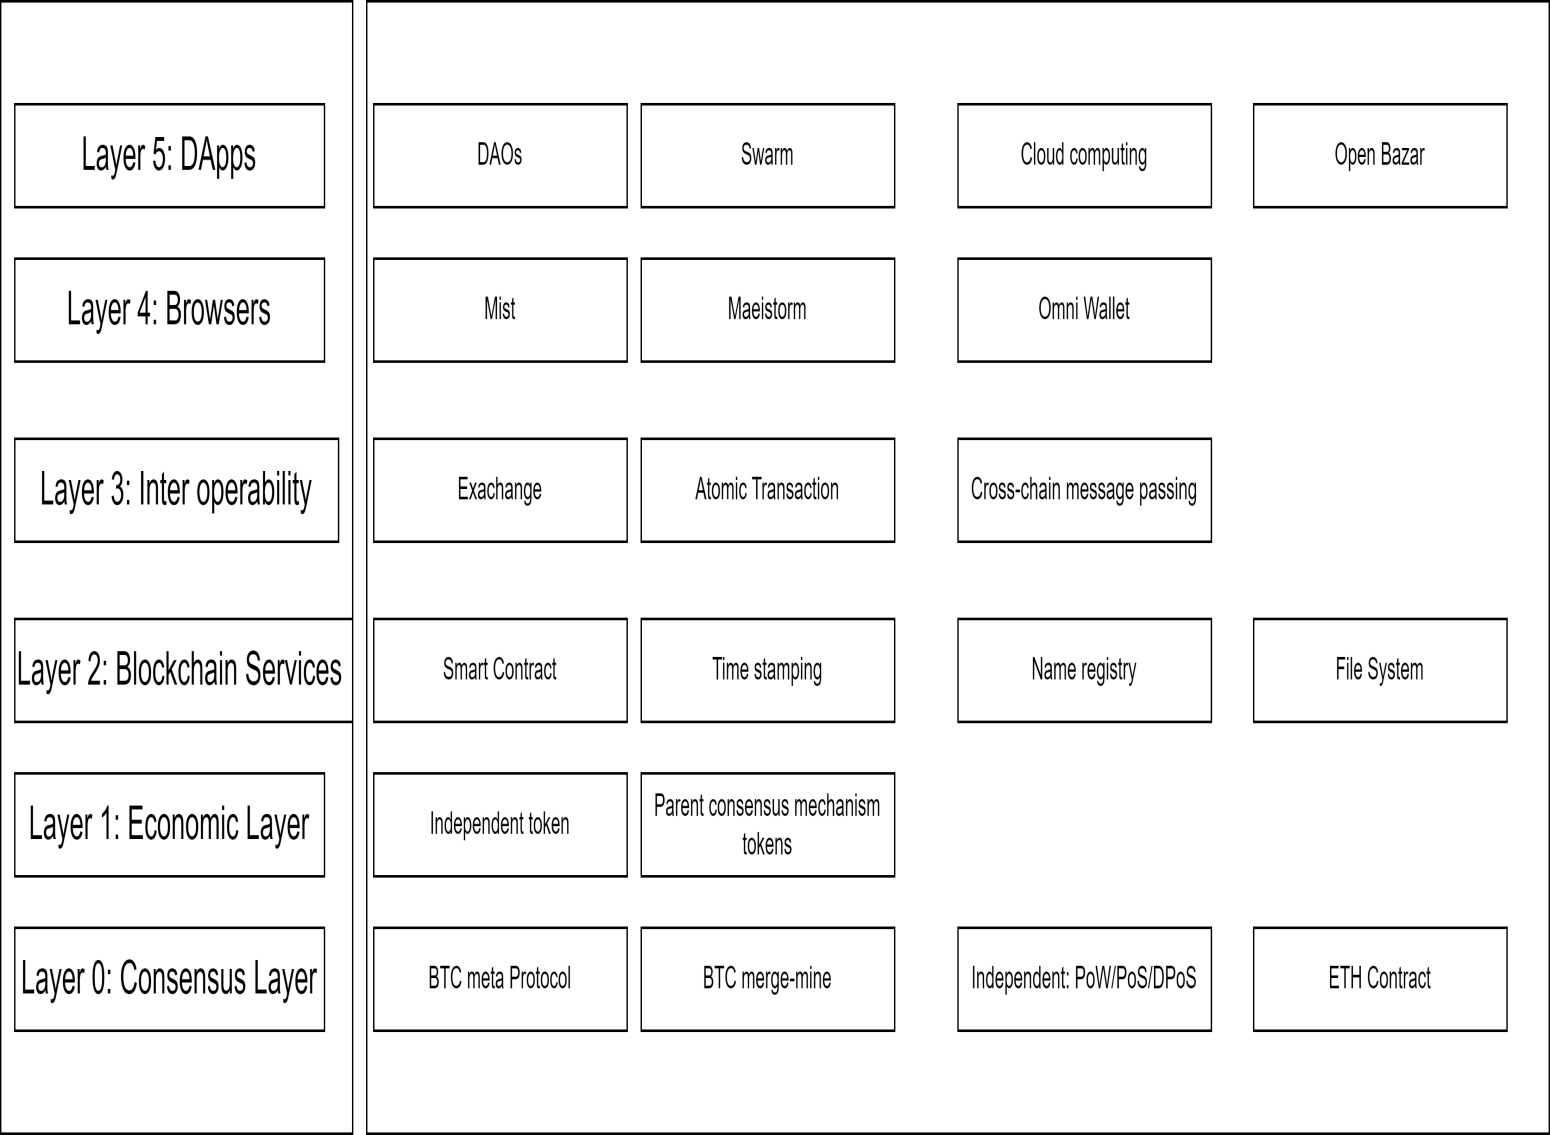 Layer 5: DApps
DAOs
Swarm
Cloud computing
Open Bazar
Layer 4: Browsers
Mist
Maeistorm
Omni Wallet
Layer 3: Inter operability
Exachange
Atomic Transaction
Cross-chain message passing
Layer 2: Blockchain Services
Smart Contract
Time stamping
Name registry
File System
Layer 1: Economic Layer
Independent token
Parent consensus mechanism
tokens
Layer 0: Consensus Layer
BTC meta Protocol
BTC merge-mine
Independent: PoW/PoS/DPoS
ETH Contract